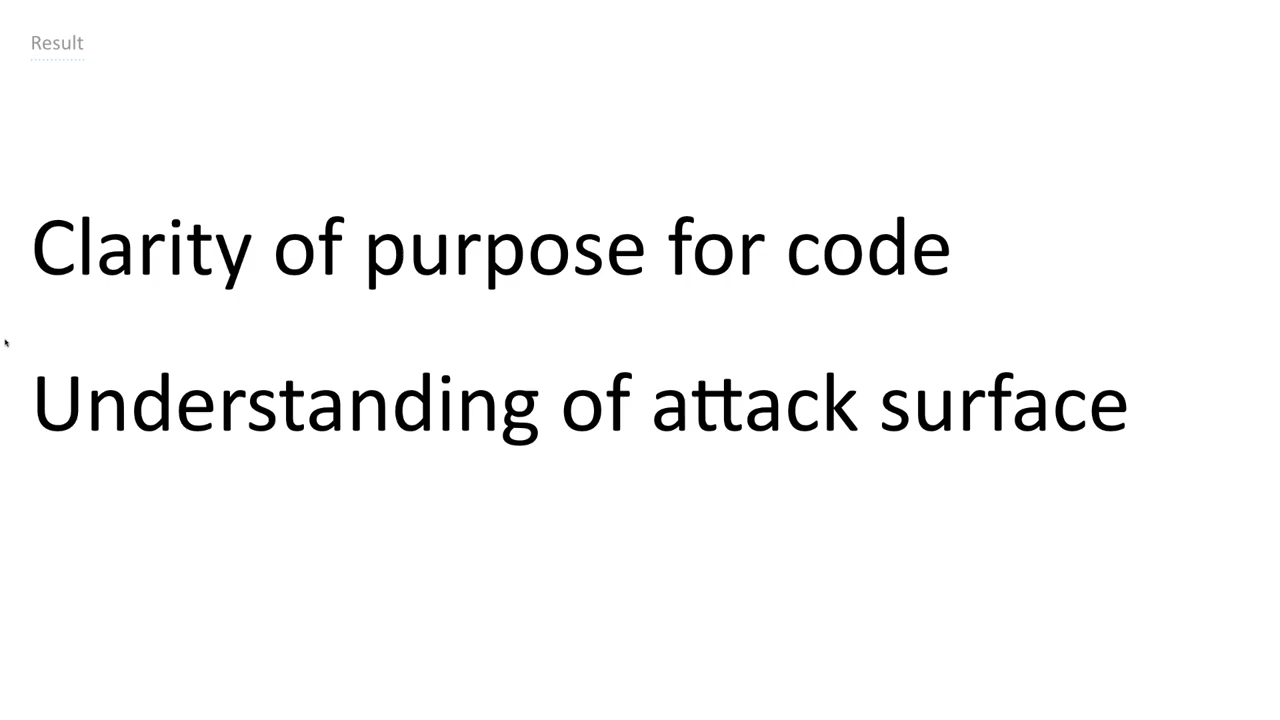 Result
Clarity of purpose for code
Understanding of attack surface